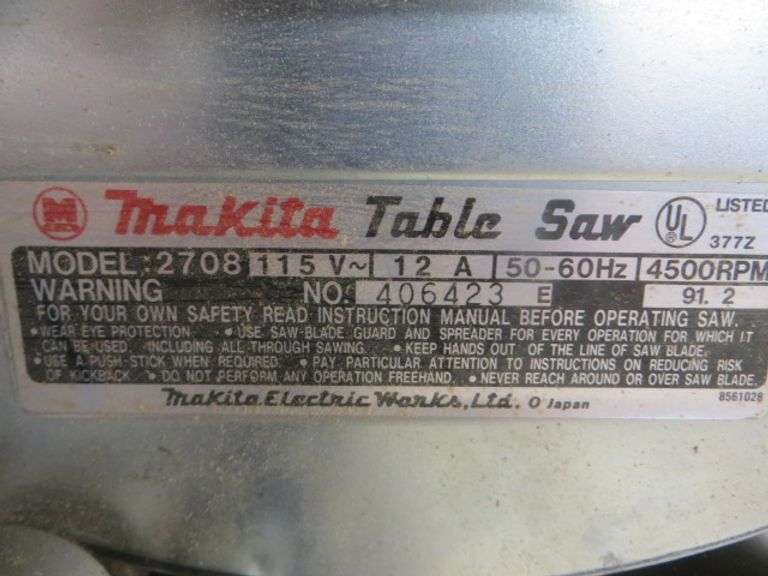 Makita Table Saw UL LISTED 377Z
MODEL:2708 115 V~ 12 A 50-60Hz 4500RPM
WARNING NO. 406423 E 91. 2
FOR YOUR OWN SAFETY READ INSTRUCTION MANUAL BEFORE OPERATING SAW.
•WEAR EYE PROTECTION. •USE SAW-BLADE GUARD AND SPREADER FOR EVERY OPERATION FOR WHICH IT
CAN BE USED, INCLUDING ALL THROUGH SAWING. •KEEP HANDS OUT OF THE LINE OF SAW BLADE.
•USE A PUSH-STICK WHEN REQUIRED. •PAY PARTICULAR ATTENTION TO INSTRUCTIONS ON REDUCING RISK
OF KICKBACK. •DO NOT PERFORM ANY OPERATION FREEHAND. •NEVER REACH AROUND OR OVER SAW BLADE.
Makita Electric Works, Ltd. O Japan 8561028